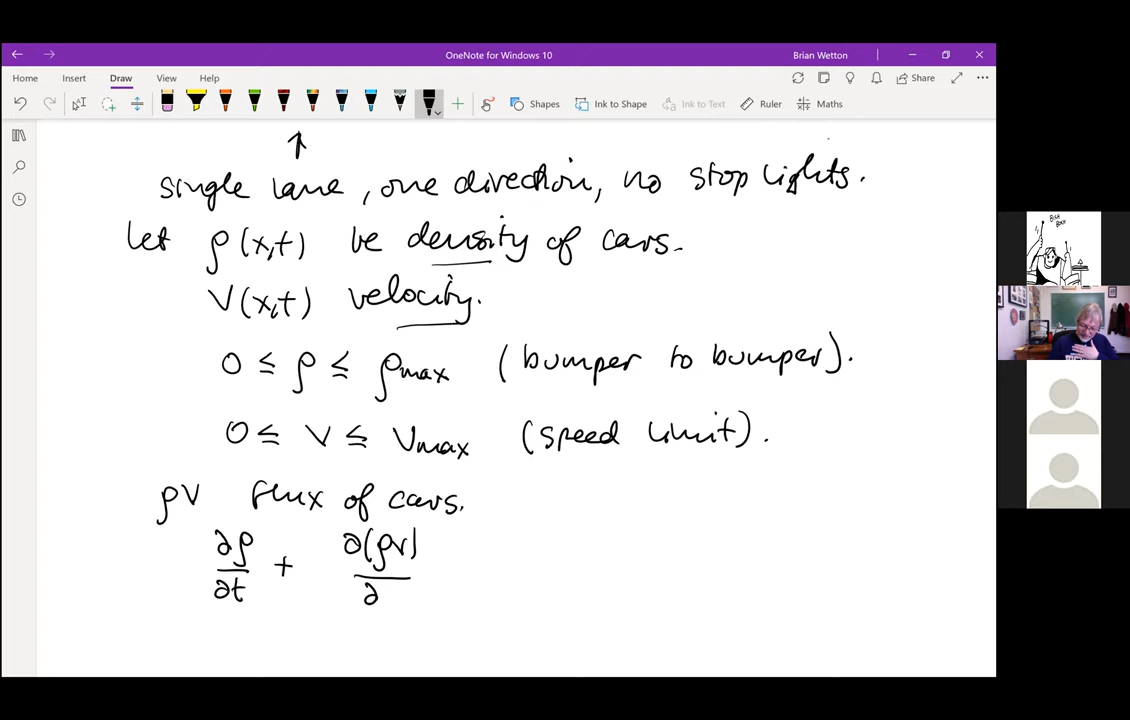 OneNote for Windows 10
Brian Wetton
Home Insert Draw View Help
Share
Shapes Ink to Shape Ink to Text Ruler Maths
single lane, one direction, no stop lights.
let ρ(x,t) be density of cars.
V(x,t) velocity.
0 ≤ ρ ≤ ρmax (bumper to bumper).
0 ≤ V ≤ Vmax (speed limit).
ρV flux of cars.
∂ρ/∂t + ∂(ρV)/∂